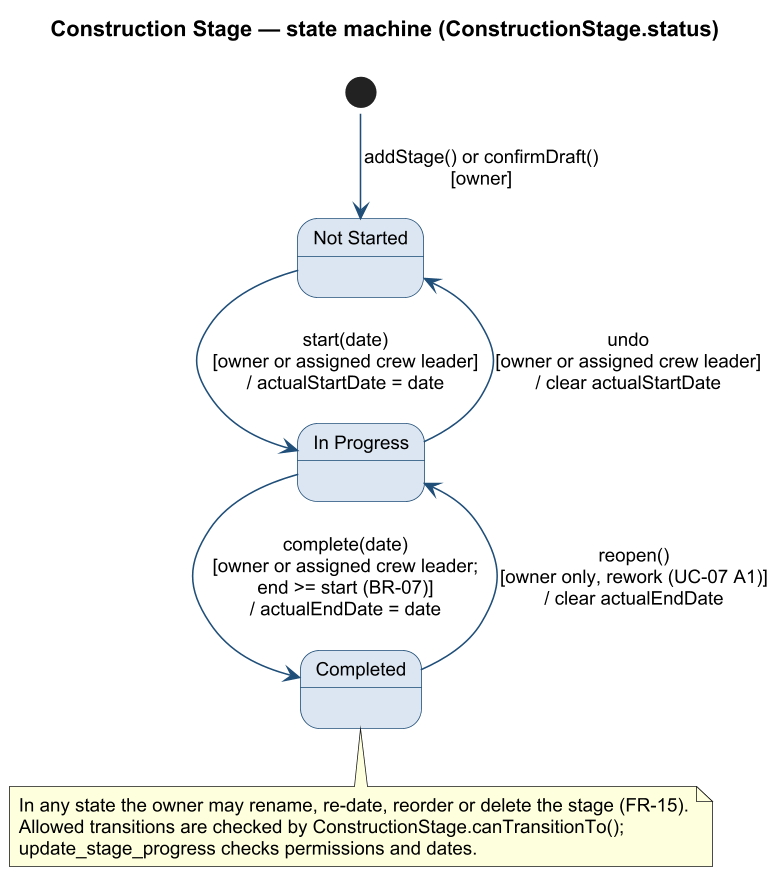 Construction Stage — state machine (ConstructionStage.status)
addStage() or confirmDraft()
[owner]
Not Started
start(date)
[owner or assigned crew leader]
/ actualStartDate = date
undo
[owner or assigned crew leader]
/ clear actualStartDate
In Progress
complete(date)
[owner or assigned crew leader;
end >= start (BR-07)]
/ actualEndDate = date
reopen()
[owner only, rework (UC-07 A1)]
/ clear actualEndDate
Completed
In any state the owner may rename, re-date, reorder or delete the stage (FR-15).
Allowed transitions are checked by ConstructionStage.canTransitionTo();
update_stage_progress checks permissions and dates.